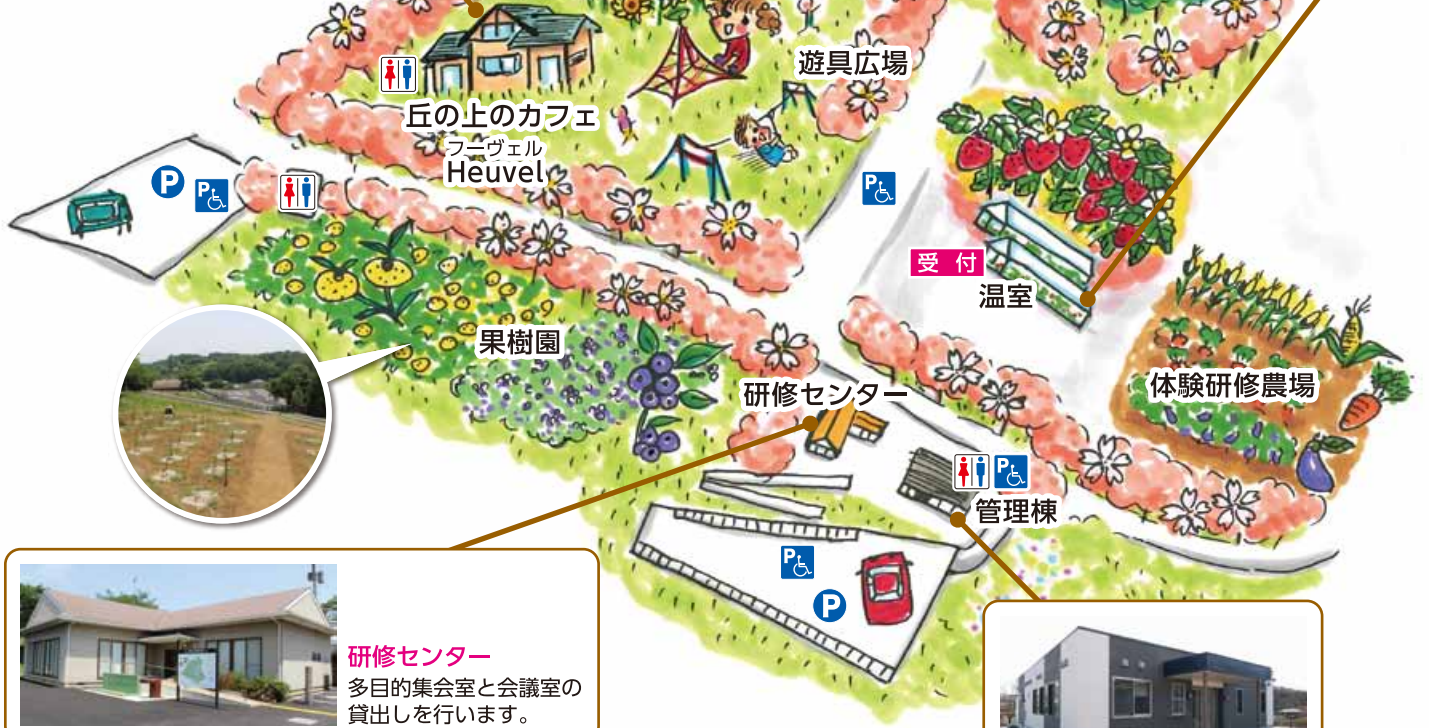 遊具広場
丘の上のカフェ
フーヴェル
Heuvel
P
P
P
受付
温室
果樹園
研修センター
体験研修農場
P
管理棟
P
P
研修センター
多目的集会室と会議室の
貸出しを行います。